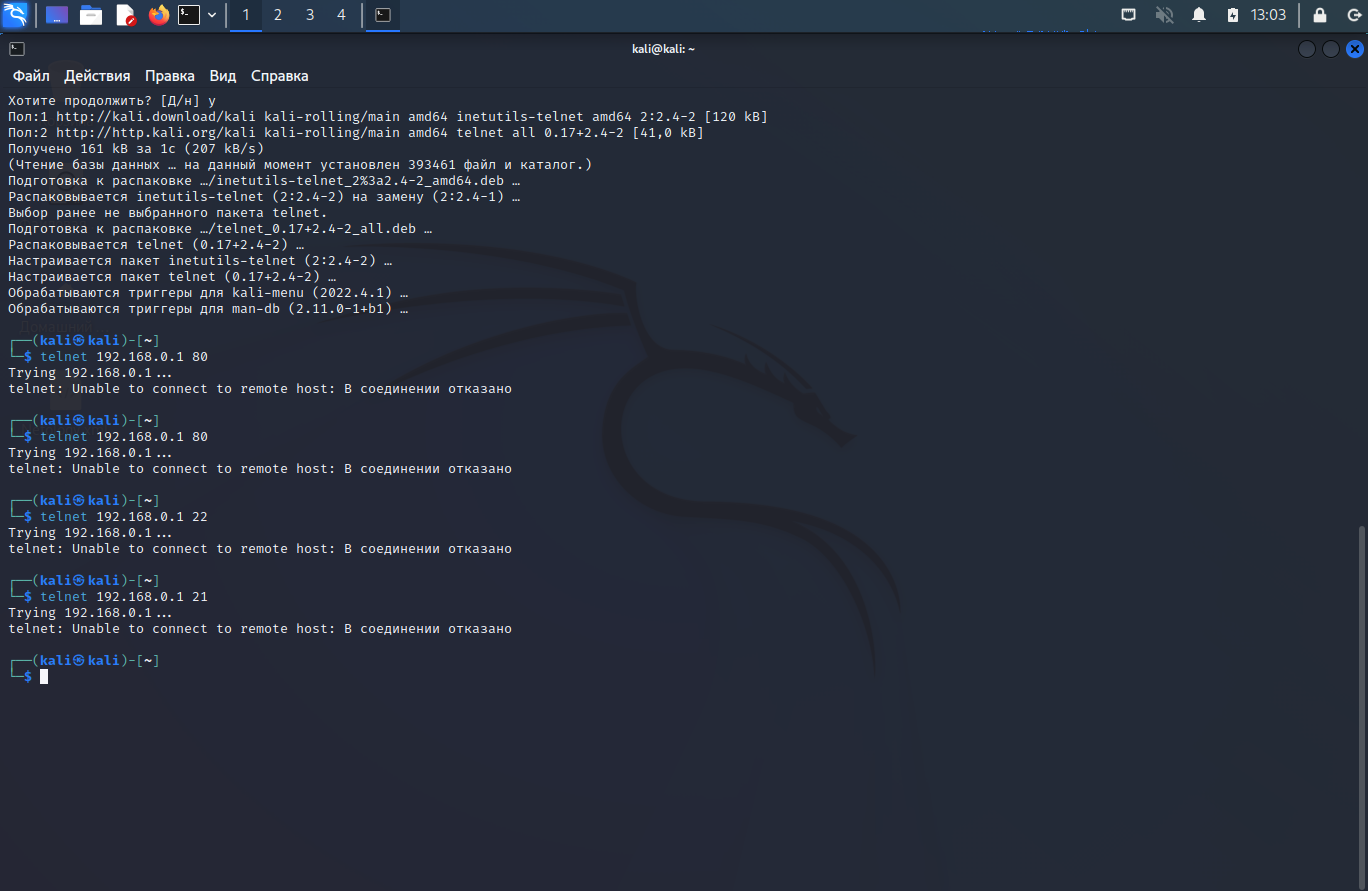 1 2 3 4 13:03
kali@kali: ~
Файл Действия Правка Вид Справка
Хотите продолжить? [Д/н] y
Пол:1 http://kali.download/kali kali-rolling/main amd64 inetutils-telnet amd64 2:2.4-2 [120 kB]
Пол:2 http://http.kali.org/kali kali-rolling/main amd64 telnet all 0.17+2.4-2 [41,0 kB]
Получено 161 kB за 1с (207 kB/s)
(Чтение базы данных … на данный момент установлен 393461 файл и каталог.)
Подготовка к распаковке …/inetutils-telnet_2%3a2.4-2_amd64.deb …
Распаковывается inetutils-telnet (2:2.4-2) на замену (2:2.4-1) …
Выбор ранее не выбранного пакета telnet.
Подготовка к распаковке …/telnet_0.17+2.4-2_all.deb …
Распаковывается telnet (0.17+2.4-2) …
Настраивается пакет inetutils-telnet (2:2.4-2) …
Настраивается пакет telnet (0.17+2.4-2) …
Обрабатываются триггеры для kali-menu (2022.4.1) …
Обрабатываются триггеры для man-db (2.11.0-1+b1) …
┌──(kali㉿kali)-[~]
└─$ telnet 192.168.0.1 80
Trying 192.168.0.1...
telnet: Unable to connect to remote host: В соединении отказано
┌──(kali㉿kali)-[~]
└─$ telnet 192.168.0.1 80
Trying 192.168.0.1...
telnet: Unable to connect to remote host: В соединении отказано
┌──(kali㉿kali)-[~]
└─$ telnet 192.168.0.1 22
Trying 192.168.0.1...
telnet: Unable to connect to remote host: В соединении отказано
┌──(kali㉿kali)-[~]
└─$ telnet 192.168.0.1 21
Trying 192.168.0.1...
telnet: Unable to connect to remote host: В соединении отказано
┌──(kali㉿kali)-[~]
└─$